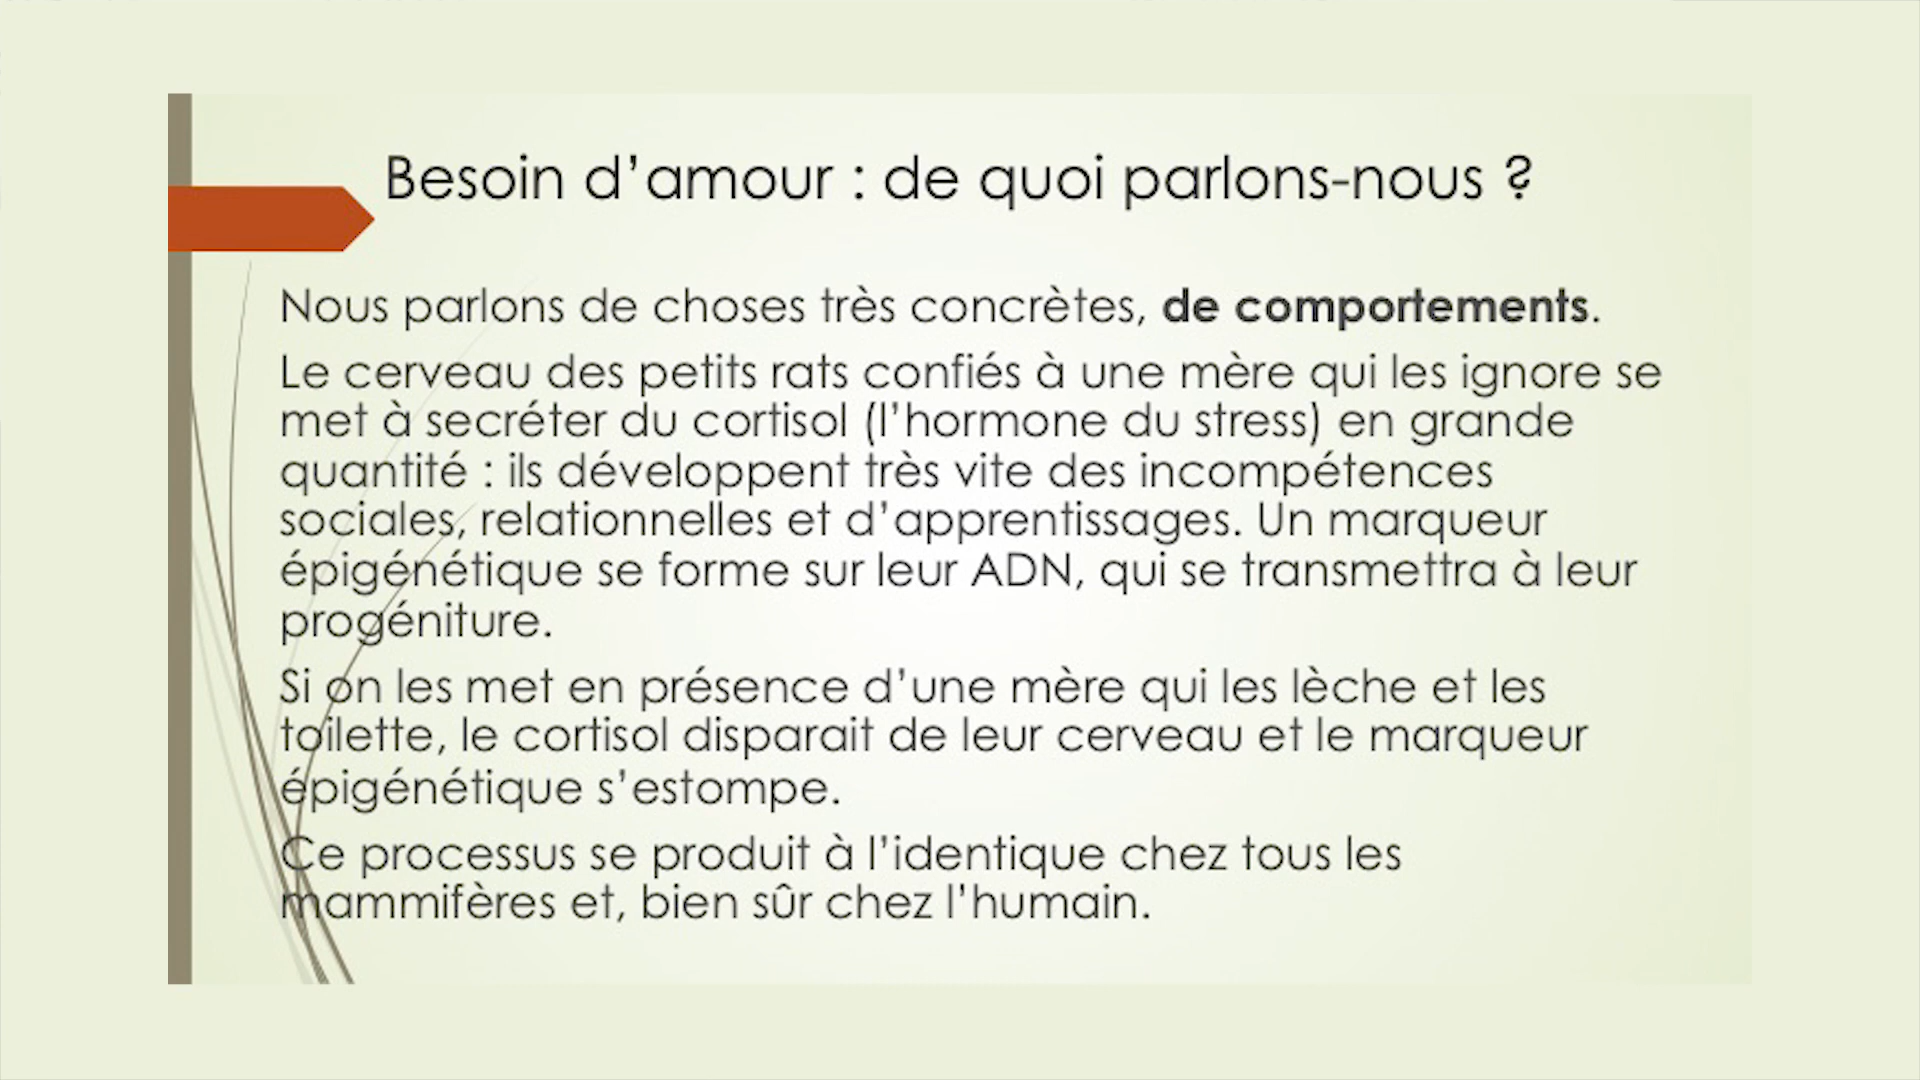 Besoin d’amour : de quoi parlons-nous ?
Nous parlons de choses très concrètes, de comportements.
Le cerveau des petits rats confiés à une mère qui les ignore se
met à secréter du cortisol (l’hormone du stress) en grande
quantité : ils développent très vite des incompétences
sociales, relationnelles et d’apprentissages. Un marqueur
épigénétique se forme sur leur ADN, qui se transmettra à leur
progéniture.
Si on les met en présence d’une mère qui les lèche et les
toilette, le cortisol disparait de leur cerveau et le marqueur
épigénétique s’estompe.
Ce processus se produit à l’identique chez tous les
mammifères et, bien sûr chez l’humain.